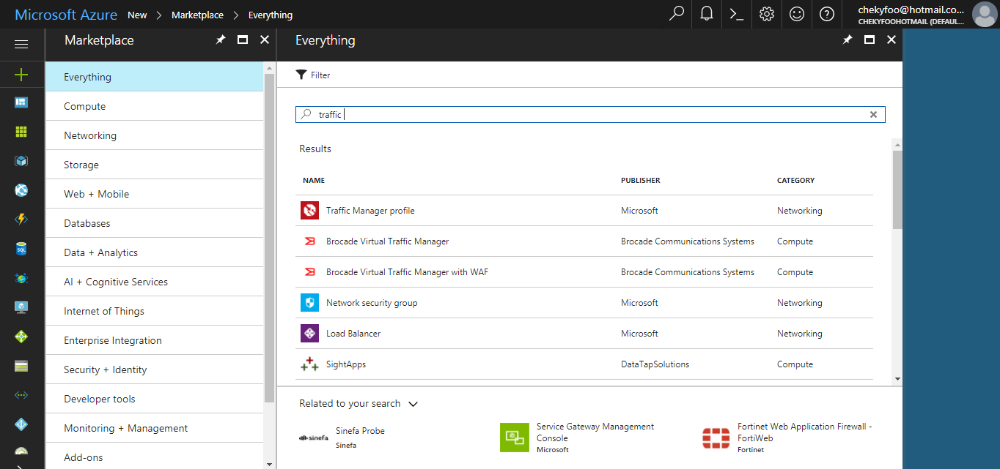 Microsoft Azure New > Marketplace > Everything
chekyfoo@hotmail.co...
CHEKYFOOHOTMAIL (DEFAUL...
Marketplace
Everything
Compute
Networking
Storage
Web + Mobile
Databases
Data + Analytics
AI + Cognitive Services
Internet of Things
Enterprise Integration
Security + Identity
Developer tools
Monitoring + Management
Add-ons
SQL
Everything
Filter
traffic
Results
NAME PUBLISHER CATEGORY
Traffic Manager profile Microsoft Networking
Brocade Virtual Traffic Manager Brocade Communications Systems Compute
Brocade Virtual Traffic Manager with WAF Brocade Communications Systems Compute
Network security group Microsoft Networking
Load Balancer Microsoft Networking
SightApps DataTapSolutions Compute
Related to your search
sinefa
Sinefa Probe
Sinefa
Service Gateway Management
Console
Microsoft
Fortinet Web Application Firewall -
FortiWeb
Fortinet